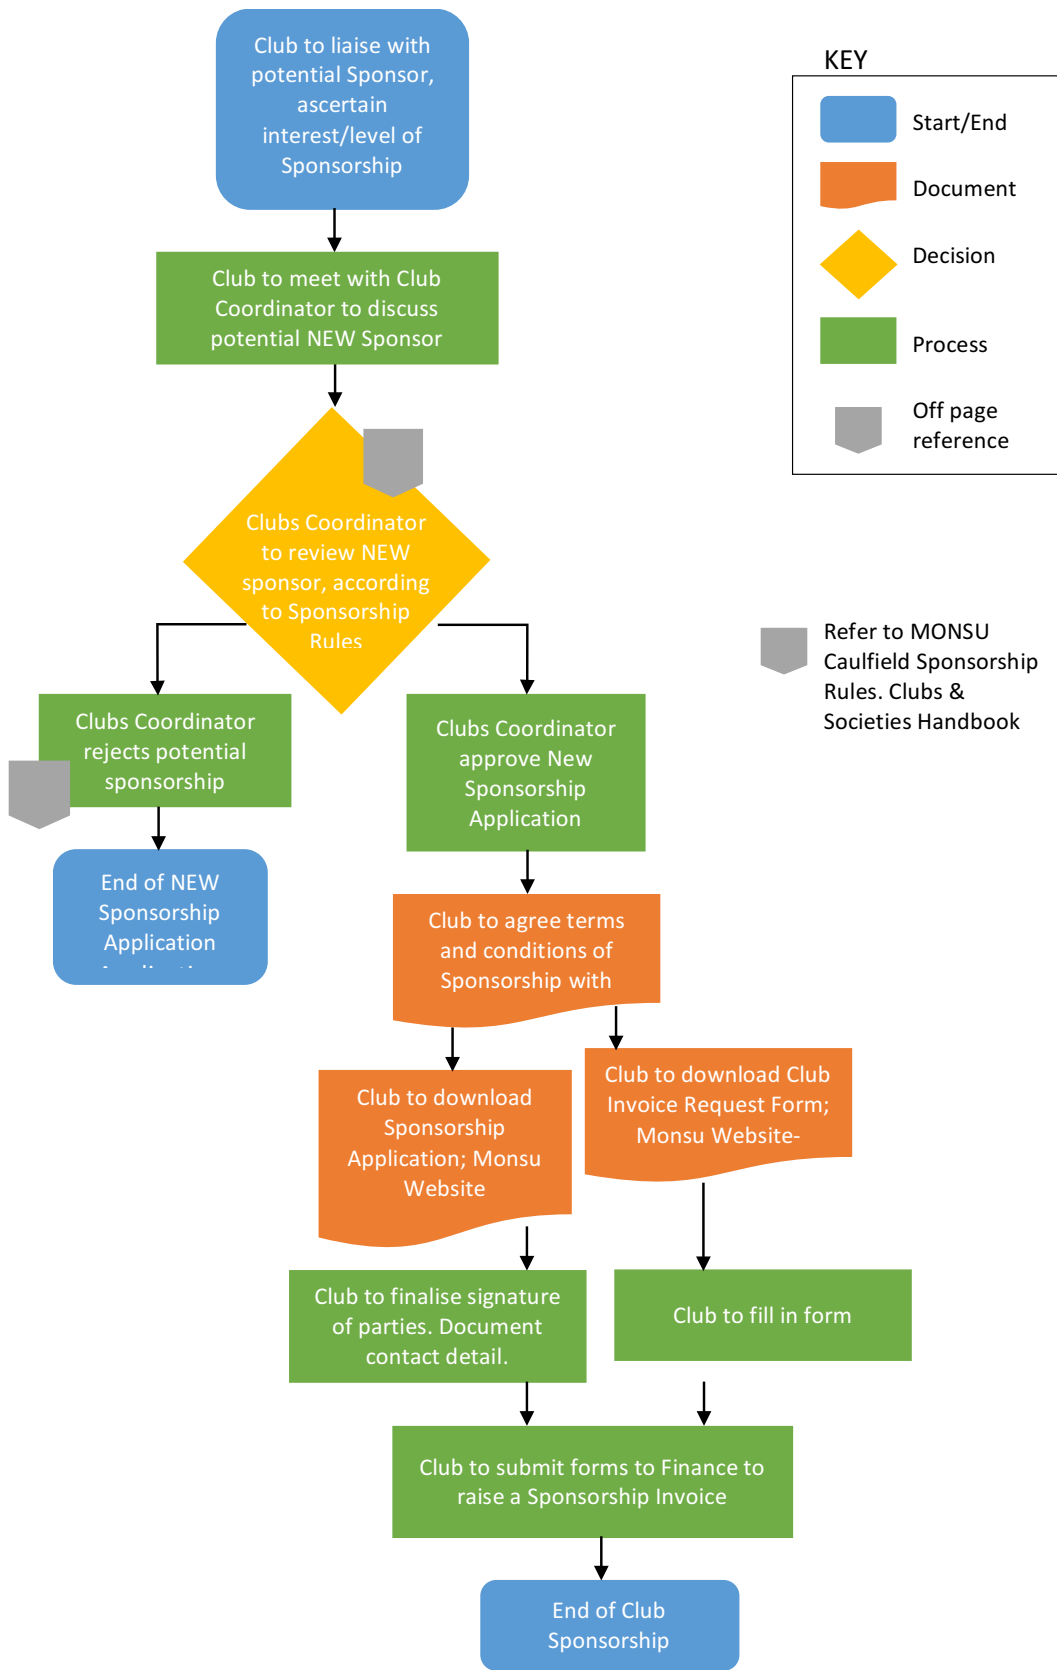 Club to liaise with
potential Sponsor,
ascertain
interest/level of
Sponsorship
KEY
Start/End
Document
Decision
Process
Off page
reference
Club to meet with Club
Coordinator to discuss
potential NEW Sponsor
Clubs Coordinator
to review NEW
sponsor, according
to Sponsorship
Rules
Refer to MONSU
Caulfield Sponsorship
Rules. Clubs &
Societies Handbook
Clubs Coordinator
rejects potential
sponsorship
Clubs Coordinator
approve New
Sponsorship
Application
End of NEW
Sponsorship
Application
Club to agree terms
and conditions of
Sponsorship with
Club to download
Sponsorship
Application; Monsu
Website
Club to download Club
Invoice Request Form;
Monsu Website-
Club to finalise signature
of parties. Document
contact detail.
Club to fill in form
Club to submit forms to Finance to
raise a Sponsorship Invoice
End of Club
Sponsorship